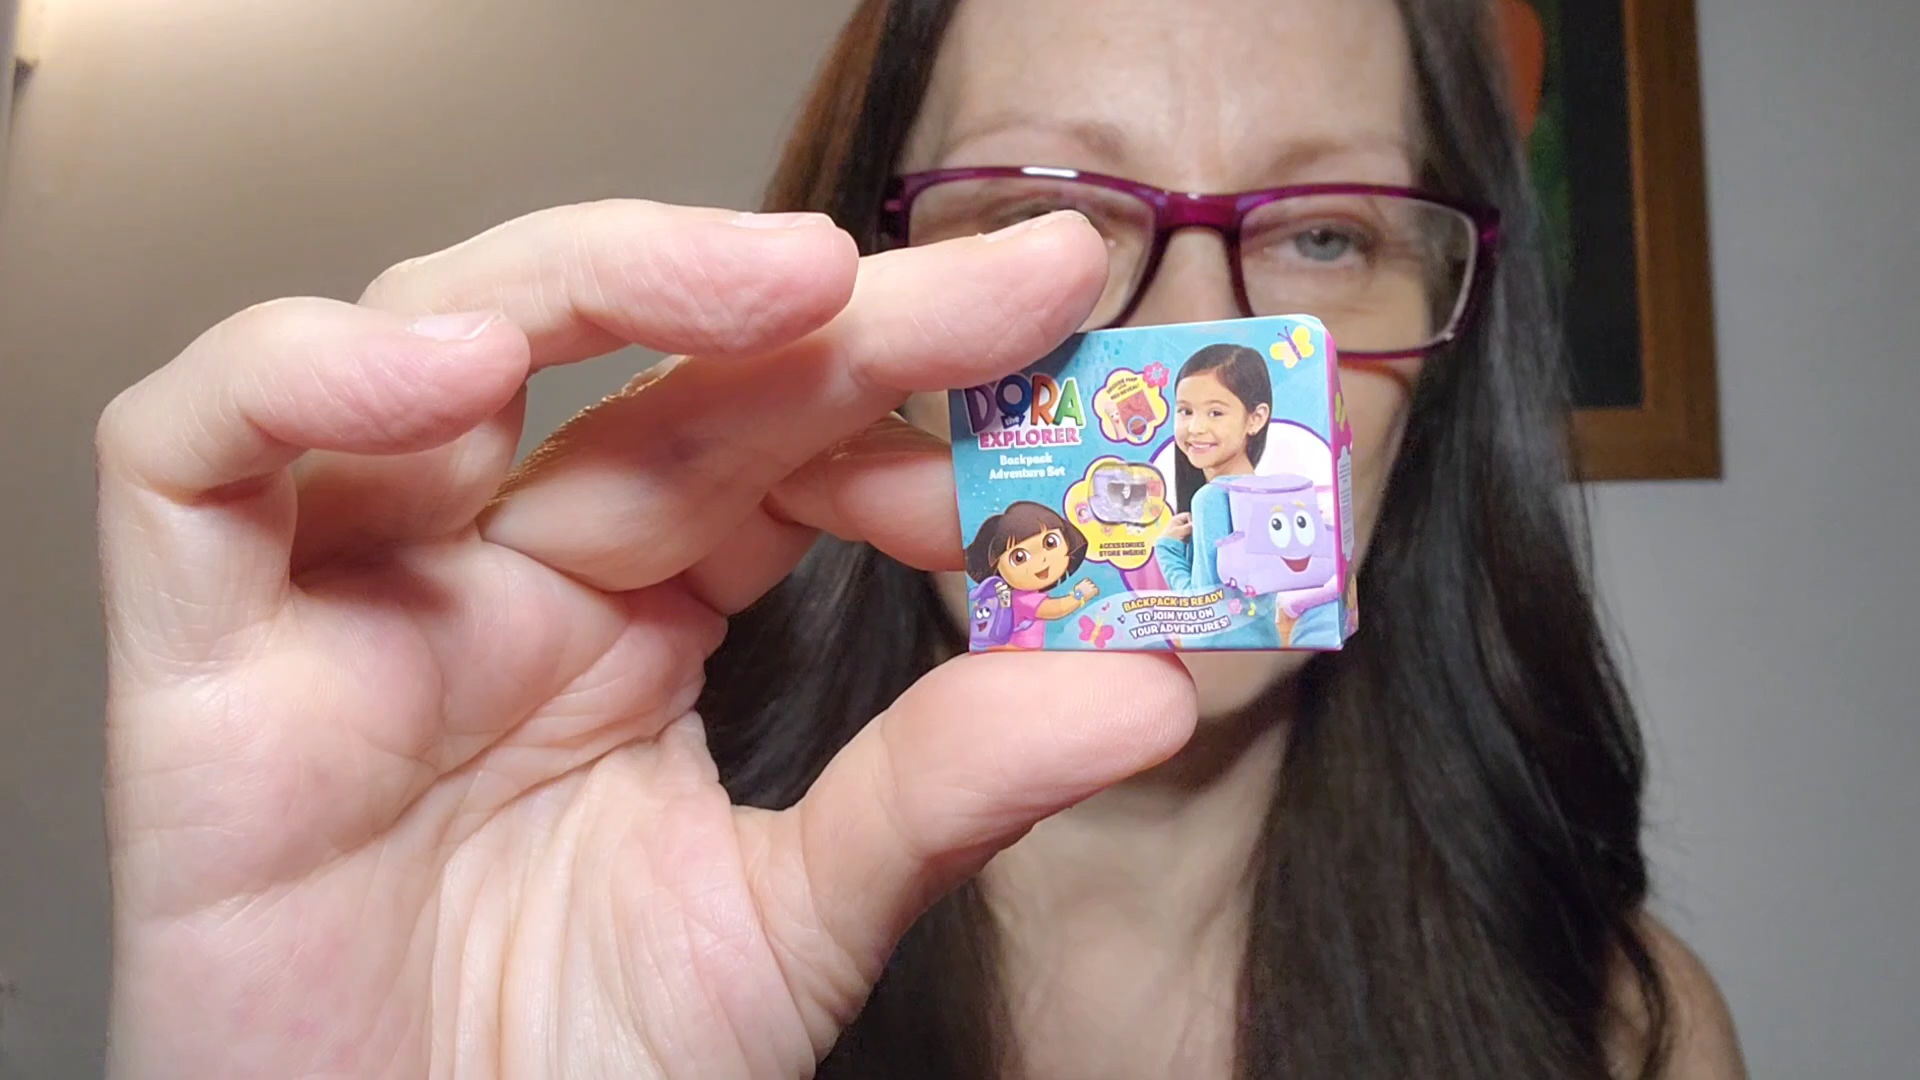 DORA
the
EXPLORER
Backpack
Adventure Set
ACCESSORIES
STORE INSIDE!
BACKPACK IS READY
TO JOIN YOU ON
YOUR ADVENTURES!